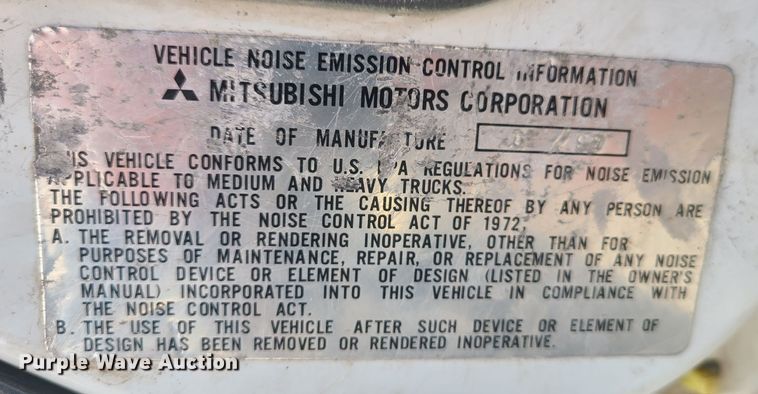 VEHICLE NOISE EMISSION CONTROL INFORMATION
MITSUBISHI MOTORS CORPORATION
DATE OF MANUFACTURE
THIS VEHICLE CONFORMS TO U.S. EPA REGULATIONS FOR NOISE EMISSION
APPLICABLE TO MEDIUM AND HEAVY TRUCKS.
THE FOLLOWING ACTS OR THE CAUSING THEREOF BY ANY PERSON ARE
PROHIBITED BY THE NOISE CONTROL ACT OF 1972,
A. THE REMOVAL OR RENDERING INOPERATIVE, OTHER THAN FOR
PURPOSES OF MAINTENANCE, REPAIR, OR REPLACEMENT OF ANY NOISE
CONTROL DEVICE OR ELEMENT OF DESIGN (LISTED IN THE OWNER'S
MANUAL) INCORPORATED INTO THIS VEHICLE IN COMPLIANCE WITH
THE NOISE CONTROL ACT.
B. THE USE OF THIS VEHICLE AFTER SUCH DEVICE OR ELEMENT OF
DESIGN HAS BEEN REMOVED OR RENDERED INOPERATIVE.
Purple Wave Auction